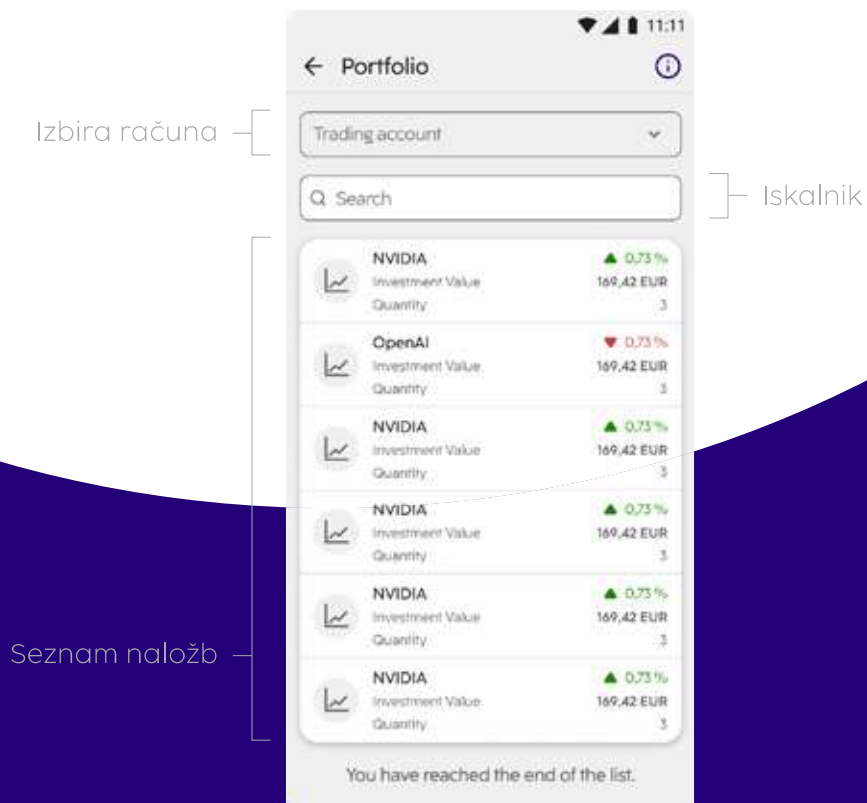 11:11
Portfolio
Izbira računa
Trading account
Search
Iskalnik
NVIDIA
0,73 %
Investment Value
169,42 EUR
Quantity
3
OpenAI
0,73 %
Investment Value
169,42 EUR
Quantity
3
NVIDIA
0,73 %
Investment Value
169,42 EUR
Quantity
3
NVIDIA
0,73 %
Investment Value
169,42 EUR
Quantity
3
NVIDIA
0,73 %
Investment Value
169,42 EUR
Quantity
3
Seznam naložb
NVIDIA
0,73 %
Investment Value
169,42 EUR
Quantity
3
You have reached the end of the list.